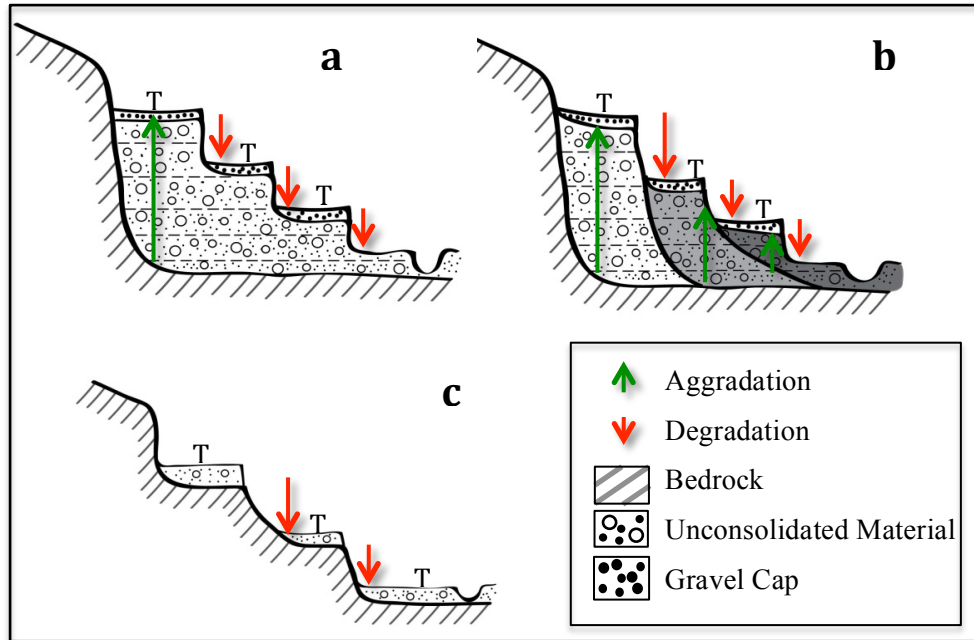 a
T
T
T
b
T
T
T
c
T
T
T
Aggradation
Degradation
Bedrock
Unconsolidated Material
Gravel Cap